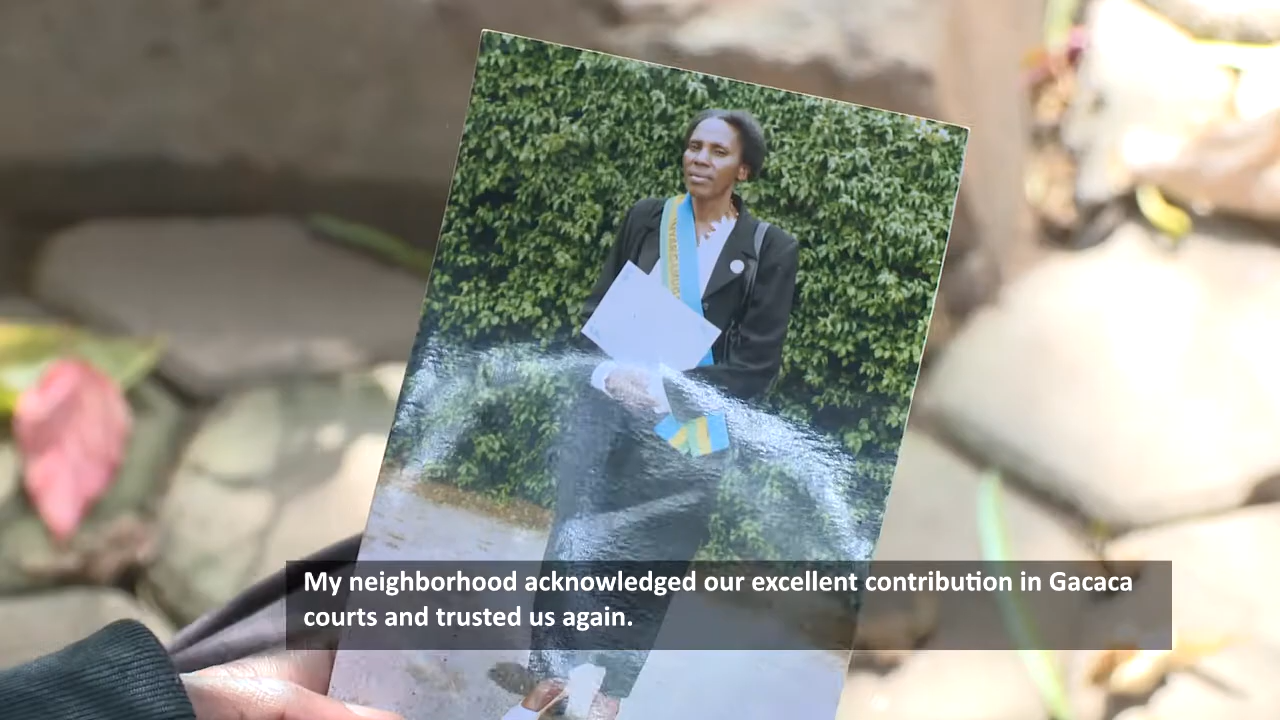 My neighborhood acknowledged our excellent contribution in Gacaca
courts and trusted us again.